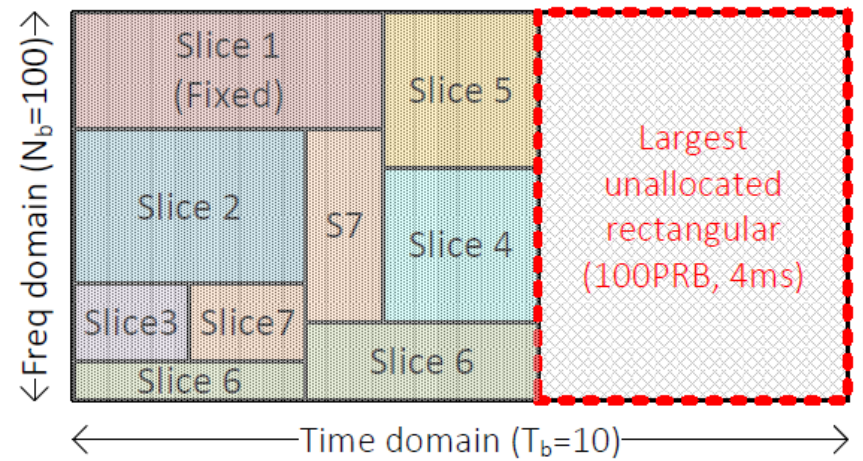 ←Freq domain (N_b=100)→
Slice 1
(Fixed)
Slice 5
Slice 2
S7
Slice 4
Slice3
Slice7
Slice 6
Slice 6
Largest
unallocated
rectangular
(100PRB, 4ms)
Time domain (T_b=10)